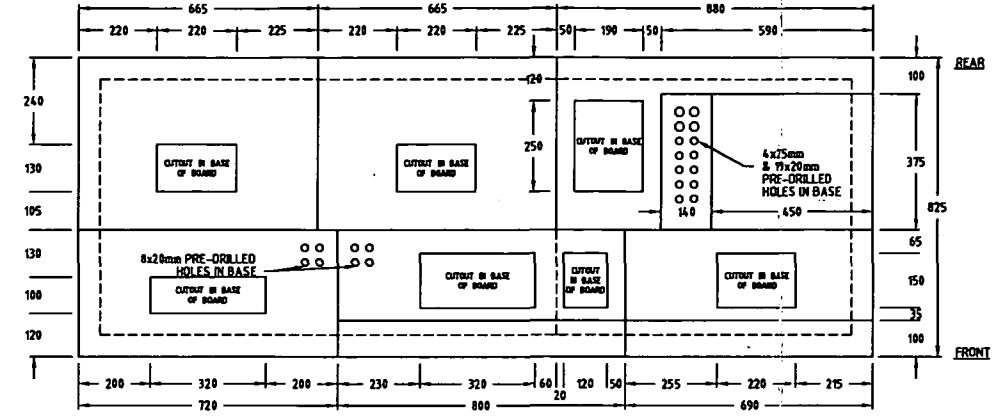 665 665 880
220 220 225 220 220 225 50 190 50 590
REAR
120
100
240
CUTOUT IN BASE
OF BOARD
CUTOUT IN BASE
OF BOARD
CUTOUT IN BASE
OF BOARD
250
4x25mm
PRE-DRILLED
HOLES IN BASE
375
130
105
140 450
825
130
8x20mm PRE-DRILLED
HOLES IN BASE
65
CUTOUT IN BASE
OF BOARD
CUTOUT IN BASE
OF BOARD
CUTOUT IN BASE
OF BOARD
CUTOUT IN BASE
OF BOARD
150
100
35
120
100
FRONT
200 320 200 230 320 60 120 50 255 220 215
20
720 800 690